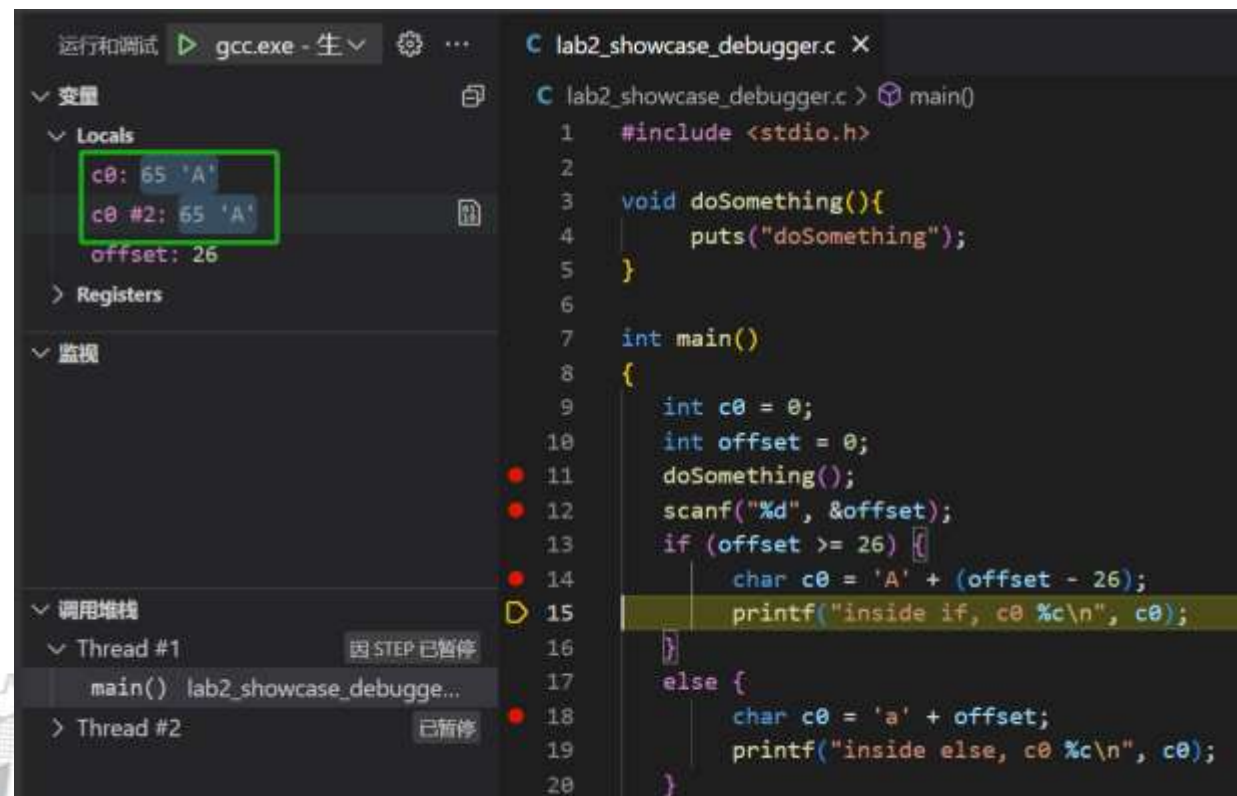 运行和调试 gcc.exe - 生 ...
变量
Locals
c0: 65 'A'
c0 #2: 65 'A'
offset: 26
Registers
监视
调用堆栈
Thread #1 因 STEP 已暂停
main() lab2_showcase_debugge...
Thread #2 已暂停
C lab2_showcase_debugger.c
C lab2_showcase_debugger.c > main()
1 #include <stdio.h>
2
3 void doSomething(){
4 puts("doSomething");
5 }
6
7 int main()
8 {
9 int c0 = 0;
10 int offset = 0;
11 doSomething();
12 scanf("%d", &offset);
13 if (offset >= 26) {
14 char c0 = 'A' + (offset - 26);
15 printf("inside if, c0 %c\n", c0);
16 }
17 else {
18 char c0 = 'a' + offset;
19 printf("inside else, c0 %c\n", c0);
20 }